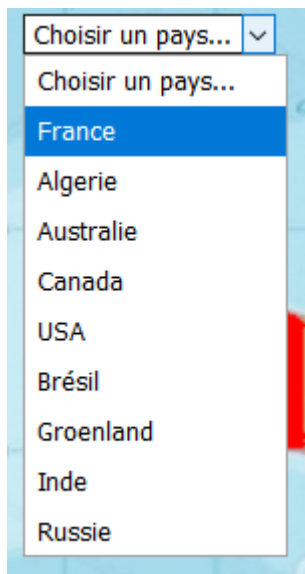 Choisir un pays...
Choisir un pays...
France
Algerie
Australie
Canada
USA
Brésil
Groenland
Inde
Russie